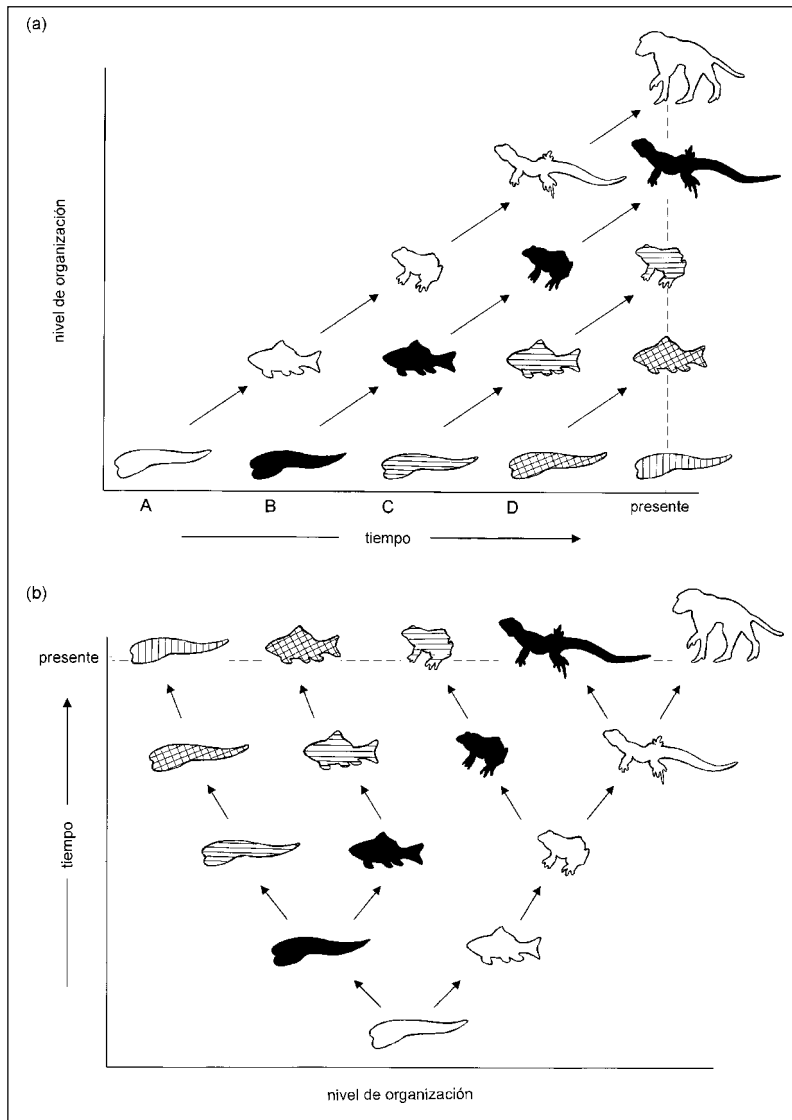 (a)
nivel de organización
A B C D presente
tiempo
(b)
presente
tiempo
nivel de organización